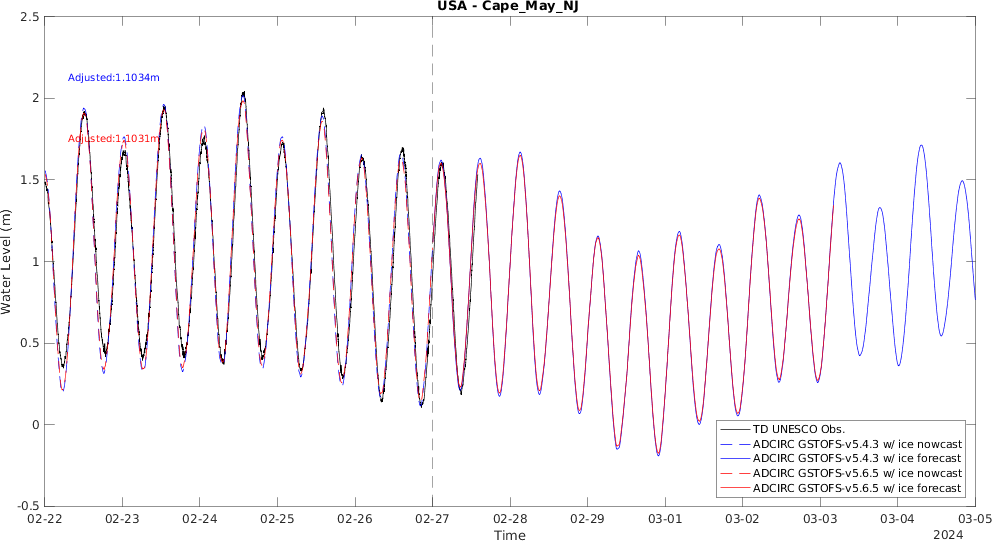 USA - Cape_May_NJ
2.5
2
1.5
1
0.5
0
-0.5
Water Level (m)
Adjusted:1.1034m
Adjusted:1.1031m
TD UNESCO Obs.
ADCIRC GSTOFS-v5.4.3 w/ ice nowcast
ADCIRC GSTOFS-v5.4.3 w/ ice forecast
ADCIRC GSTOFS-v5.6.5 w/ ice nowcast
ADCIRC GSTOFS-v5.6.5 w/ ice forecast
02-22 02-23 02-24 02-25 02-26 02-27 02-28 02-29 03-01 03-02 03-03 03-04 03-05
Time
2024